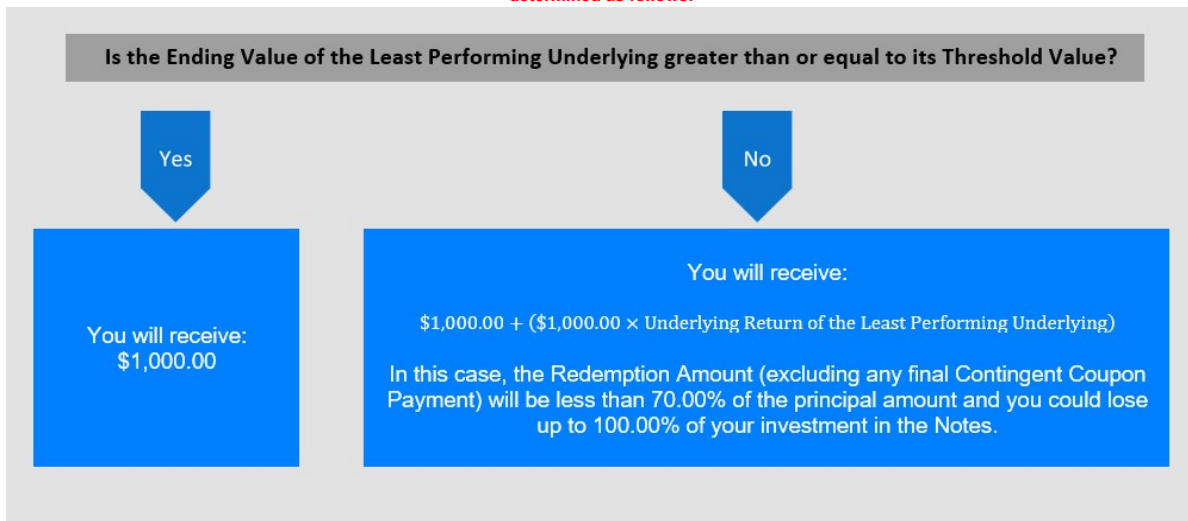 Is the Ending Value of the Least Performing Underlying greater than or equal to its Threshold Value?
Yes
No
You will receive:
$1,000.00
You will receive:
$1,000.00 + ($1,000.00 × Underlying Return of the Least Performing Underlying)
In this case, the Redemption Amount (excluding any final Contingent Coupon
Payment) will be less than 70.00% of the principal amount and you could lose
up to 100.00% of your investment in the Notes.